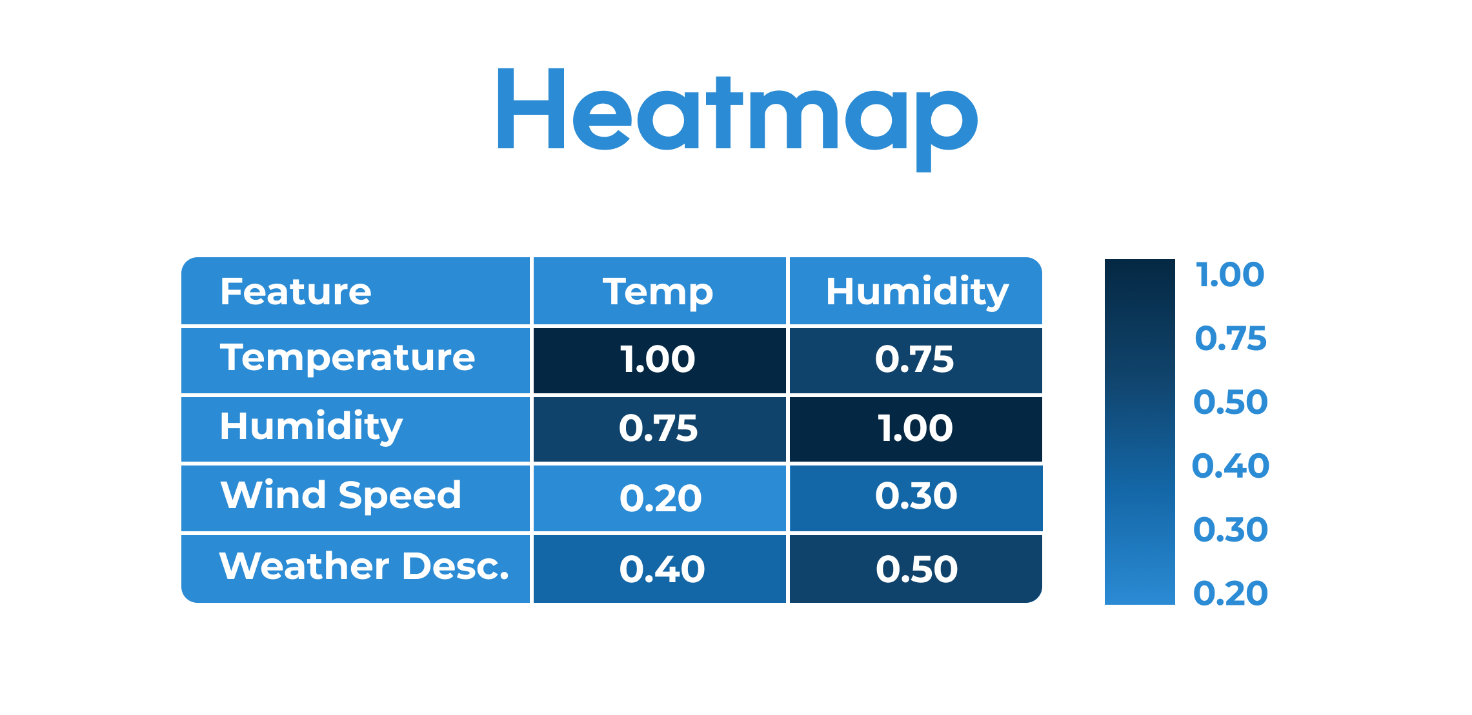 Heatmap
Feature Temp Humidity
Temperature 1.00 0.75
Humidity 0.75 1.00
Wind Speed 0.20 0.30
Weather Desc. 0.40 0.50
1.00
0.75
0.50
0.40
0.30
0.20